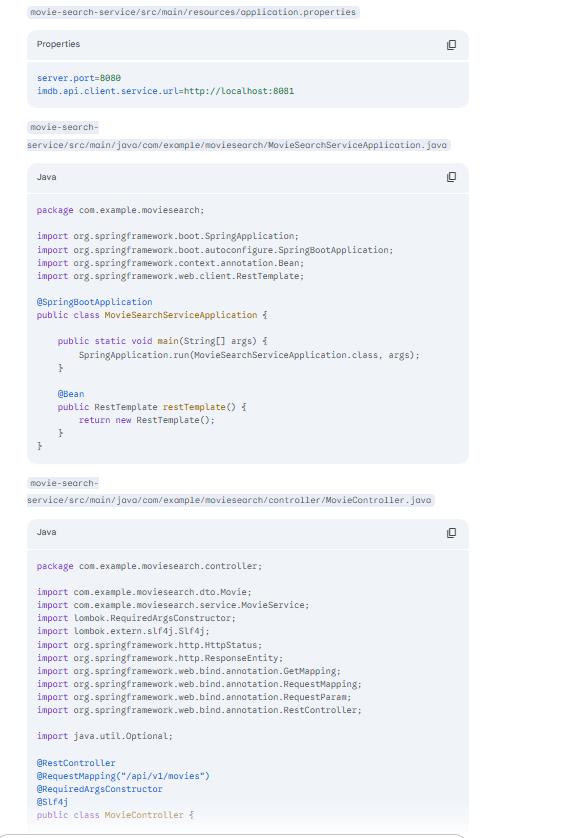 movie-search-service/src/main/resources/application.properties
Properties
server.port=8080
imdb.api.client.service.url=http://localhost:8081
movie-search-
service/src/main/java/com/example/moviesearch/MovieSearchServiceApplication.java
Java
package com.example.moviesearch;
import org.springframework.boot.SpringApplication;
import org.springframework.boot.autoconfigure.SpringBootApplication;
import org.springframework.context.annotation.Bean;
import org.springframework.web.client.RestTemplate;
@SpringBootApplication
public class MovieSearchServiceApplication {
public static void main(String[] args) {
SpringApplication.run(MovieSearchServiceApplication.class, args);
}
@Bean
public RestTemplate restTemplate() {
return new RestTemplate();
}
}
movie-search-
service/src/main/java/com/example/moviesearch/controller/MovieController.java
Java
package com.example.moviesearch.controller;
import com.example.moviesearch.dto.Movie;
import com.example.moviesearch.service.MovieService;
import lombok.RequiredArgsConstructor;
import lombok.extern.slf4j.Slf4j;
import org.springframework.http.HttpStatus;
import org.springframework.http.ResponseEntity;
import org.springframework.web.bind.annotation.GetMapping;
import org.springframework.web.bind.annotation.RequestMapping;
import org.springframework.web.bind.annotation.RequestParam;
import org.springframework.web.bind.annotation.RestController;
import java.util.Optional;
@RestController
@RequestMapping("/api/v1/movies")
@RequiredArgsConstructor
@Slf4j
public class MovieController {